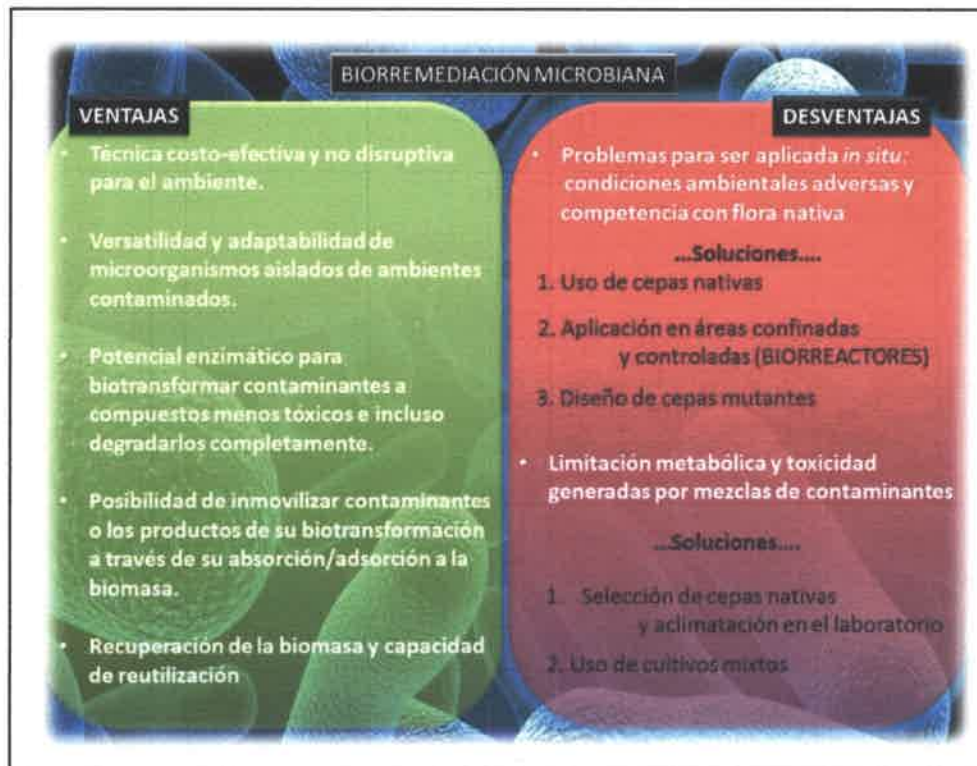 BIORREMEDIACIÓN MICROBIANA
VENTAJAS
• Técnica costo-efectiva y no disruptiva
para el ambiente.
• Versatilidad y adaptabilidad de
microorganismos aislados de ambientes
contaminados.
• Potencial enzimático para
biotransformar contaminantes a
compuestos menos tóxicos e incluso
degradarlos completamente.
• Posibilidad de inmovilizar contaminantes
o los productos de su biotransformación
a través de su absorción/adsorción a la
biomasa.
• Recuperación de la biomasa y capacidad
de reutilización
DESVENTAJAS
• Problemas para ser aplicada in situ:
condiciones ambientales adversas y
competencia con flora nativa
...Soluciones....
1. Uso de cepas nativas
2. Aplicación en áreas confinadas
y controladas (BIORREACTORES)
3. Diseño de cepas mutantes
• Limitación metabólica y toxicidad
generadas por mezclas de contaminantes
...Soluciones....
1. Selección de cepas nativas
y aclimatación en el laboratorio
2. Uso de cultivos mixtos